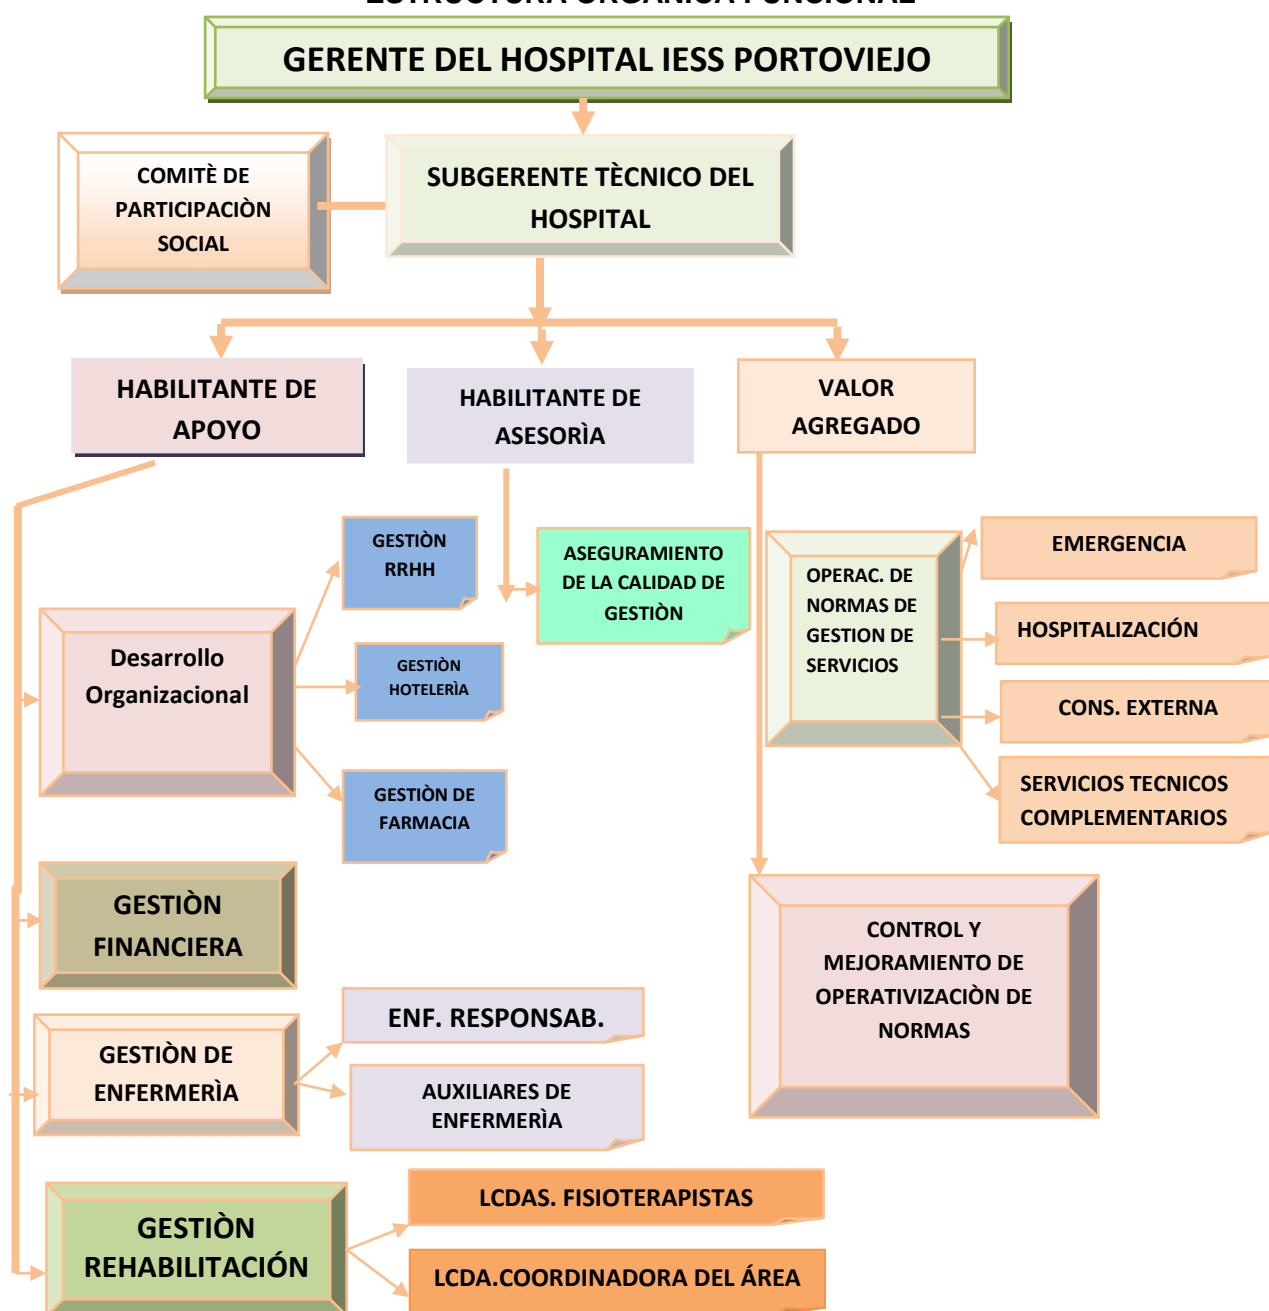 ESTRUCTURA ORGÀNICA FUNCIONAL
GERENTE DEL HOSPITAL IESS PORTOVIEJO
COMITÈ DE
PARTICIPACIÒN
SOCIAL
SUBGERENTE TÈCNICO DEL
HOSPITAL
HABILITANTE DE
APOYO
HABILITANTE DE
ASESORÌA
VALOR
AGREGADO
GESTIÒN
RRHH
ASEGURAMIENTO
DE LA CALIDAD DE
GESTIÒN
OPERAC. DE
NORMAS DE
GESTION DE
SERVICIOS
EMERGENCIA
HOSPITALIZACIÓN
CONS. EXTERNA
SERVICIOS TECNICOS
COMPLEMENTARIOS
Desarrollo
Organizacional
GESTIÒN
HOTELERÌA
GESTIÒN DE
FARMACIA
GESTIÒN
FINANCIERA
CONTROL Y
MEJORAMIENTO DE
OPERATIVIZACIÒN DE
NORMAS
GESTIÒN DE
ENFERMERÌA
ENF. RESPONSAB.
AUXILIARES DE
ENFERMERÌA
GESTIÒN
REHABILITACIÓN
LCDAS. FISIOTERAPISTAS
LCDA.COORDINADORA DEL ÁREA